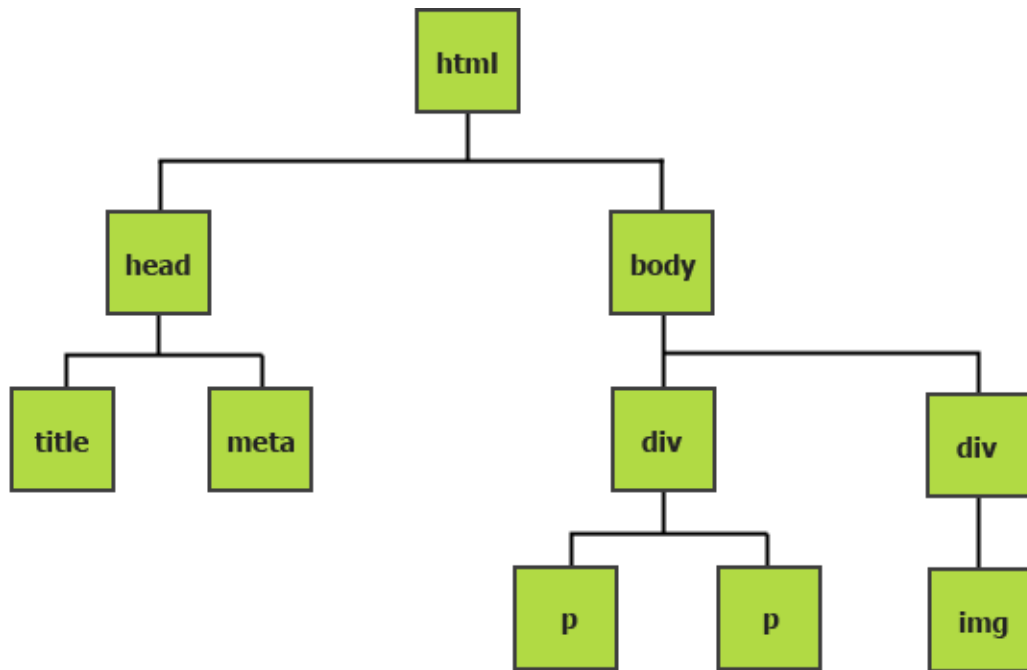 html
head
body
title
meta
div
div
p
p
img